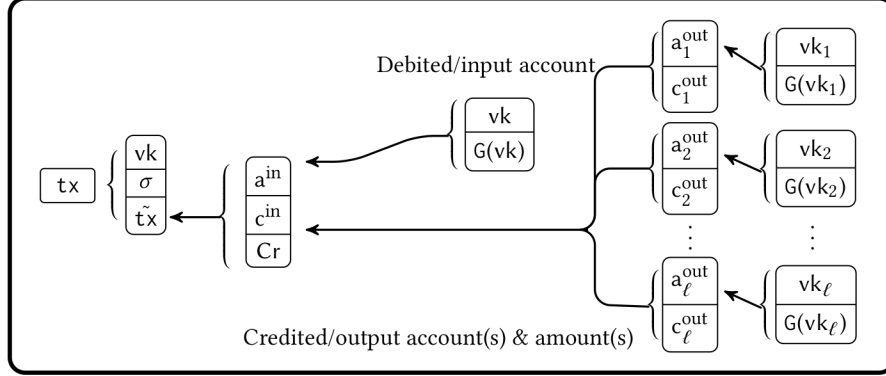 Debited/input account
tx
vk
σ
t̃x
a^in
c^in
Cr
vk
G(vk)
a_1^out
c_1^out
vk_1
G(vk_1)
a_2^out
c_2^out
vk_2
G(vk_2)
⋮ ⋮
a_ℓ^out
c_ℓ^out
vk_ℓ
G(vk_ℓ)
Credited/output account(s) & amount(s)